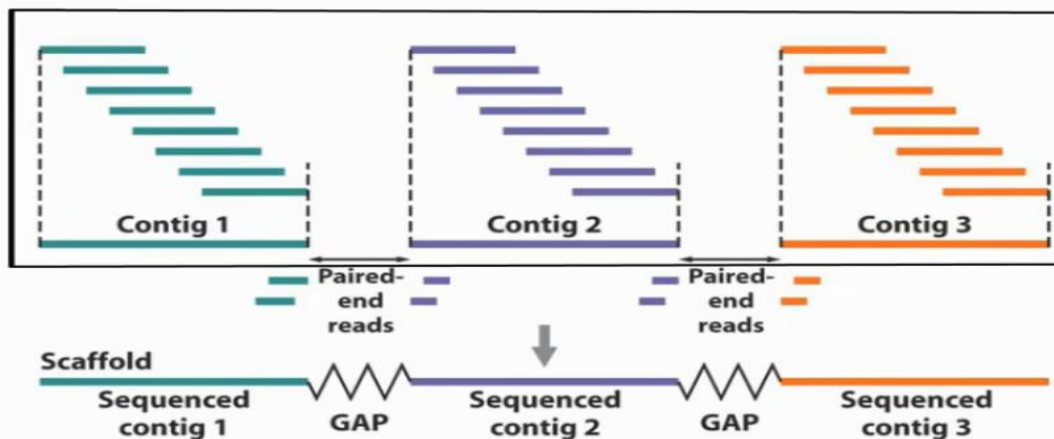 Contig 1
Contig 2
Contig 3
Paired-
end
reads
Paired-
end
reads
Scaffold
Sequenced
contig 1
GAP
Sequenced
contig 2
GAP
Sequenced
contig 3